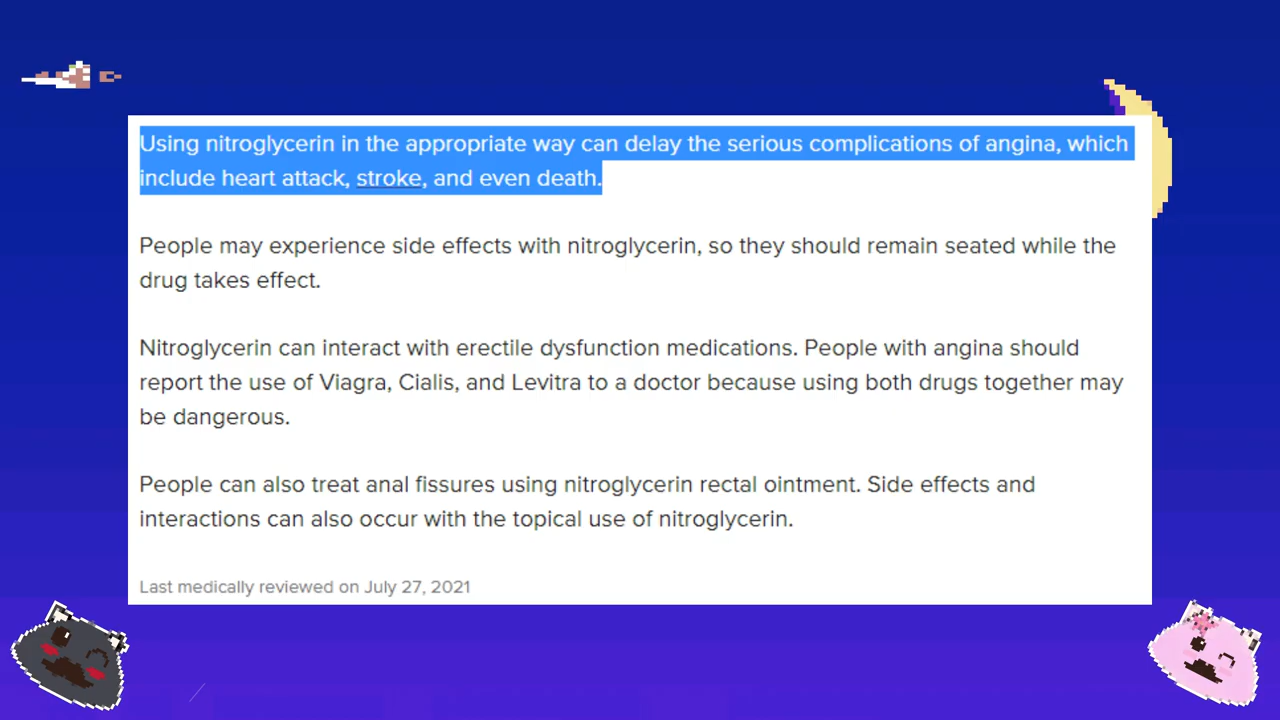 Using nitroglycerin in the appropriate way can delay the serious complications of angina, which
include heart attack, stroke, and even death.
People may experience side effects with nitroglycerin, so they should remain seated while the
drug takes effect.
Nitroglycerin can interact with erectile dysfunction medications. People with angina should
report the use of Viagra, Cialis, and Levitra to a doctor because using both drugs together may
be dangerous.
People can also treat anal fissures using nitroglycerin rectal ointment. Side effects and
interactions can also occur with the topical use of nitroglycerin.
Last medically reviewed on July 27, 2021